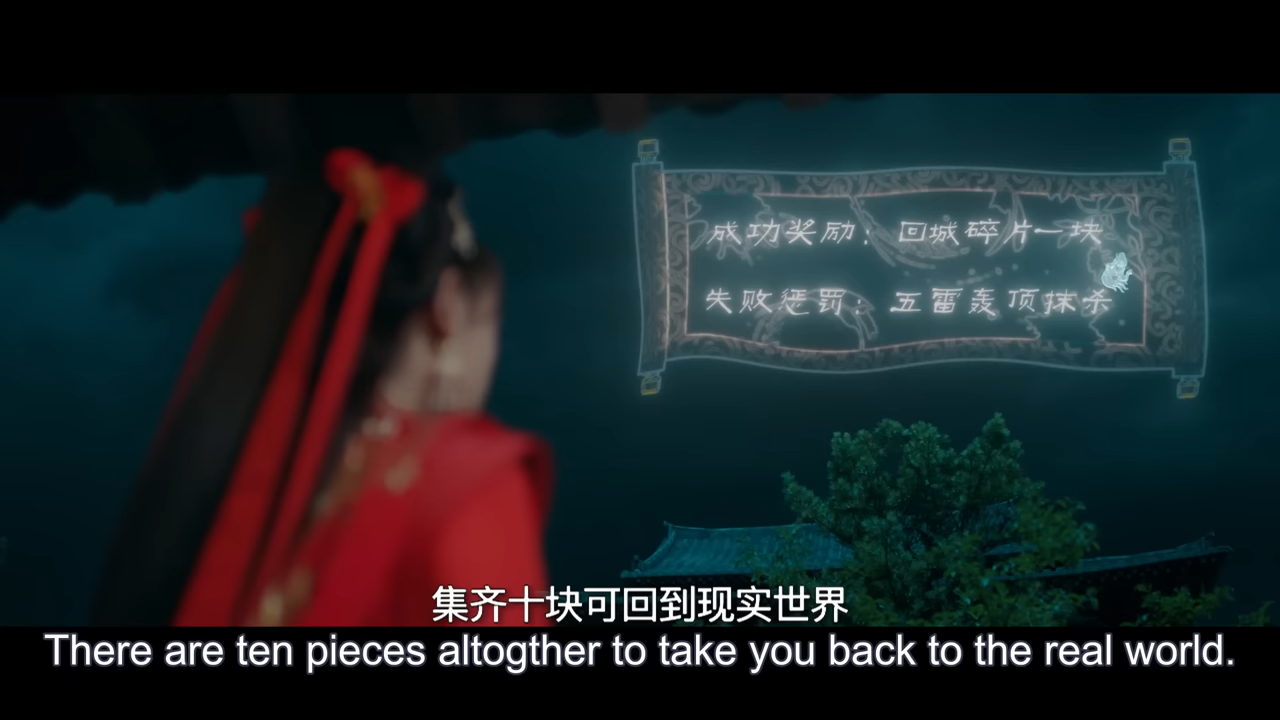 成功奖励：回城碎片一块
失败惩罚：五雷轰顶抹杀
集齐十块可回到现实世界
There are ten pieces altogther to take you back to the real world.